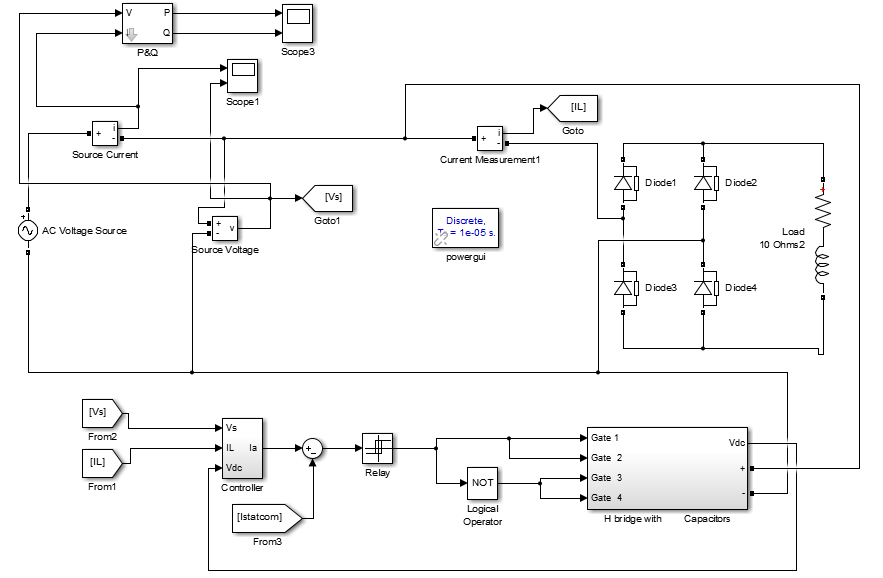 V
P
Q
P&Q
Scope3
Scope1
+
i
-
Source Current
[IL]
Goto
+
i
-
Current Measurement1
Diode1
Diode2
[Vs]
Goto1
+
AC Voltage Source
+
-
v
Source Voltage
Discrete,
= 1e-05 s.
powergui
+
Load
10 Ohms2
Diode3
Diode4
[Vs]
From2
[IL]
From1
Vs
IL
Ia
Vdc
Controller
+
-
Relay
[Istatcom]
From3
NOT
Logical
Operator
Gate 1
Gate 2
Gate 3
Gate 4
Vdc
+
-
H bridge with Capacitors